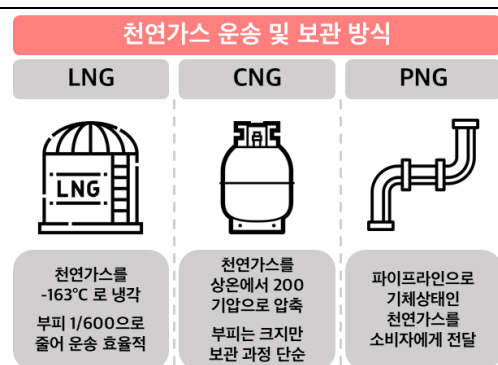 천연가스 운송 및 보관 방식
LNG
CNG
PNG
LNG
천연가스를
-163°C 로 냉각
부피 1/600으로
줄어 운송 효율적
천연가스를
상온에서 200
기압으로 압축
부피는 크지만
보관 과정 단순
파이프라인으로
기체상태인
천연가스를
소비자에게 전달